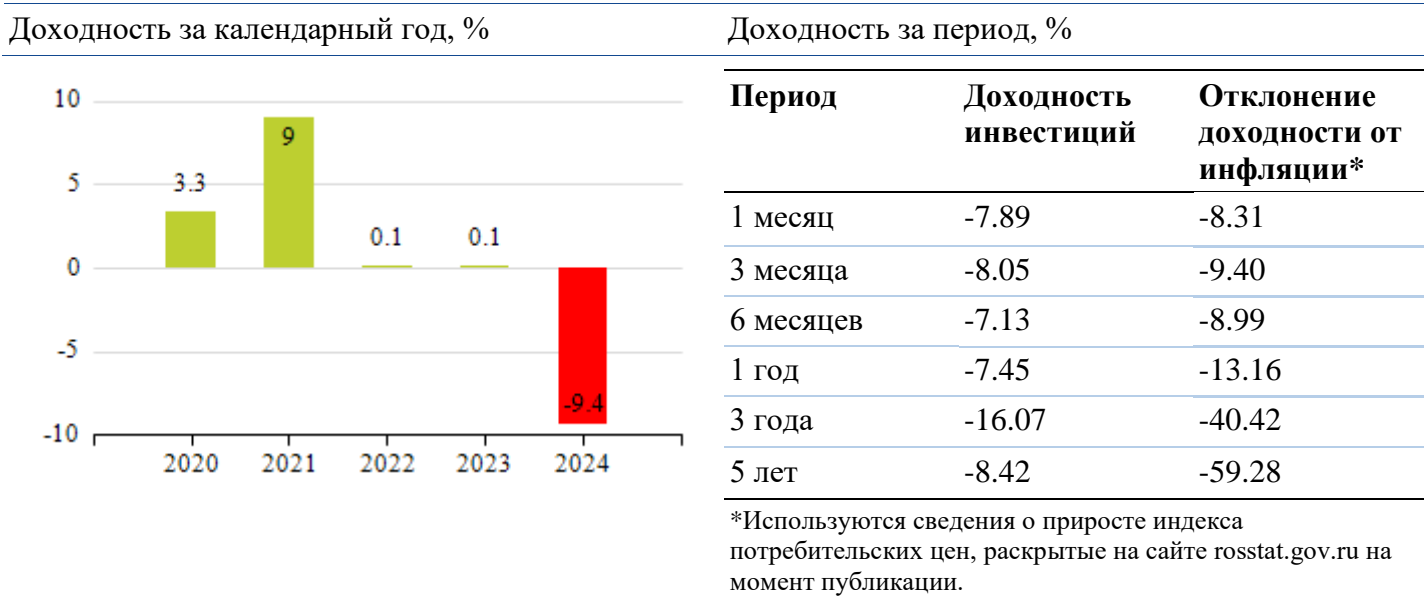 Доходность за календарный год, %
10
5
0
-5
-10
3.3
9
0.1
0.1
-9.4
2020 2021 2022 2023 2024
Доходность за период, %
Период Доходность инвестиций Отклонение доходности от инфляции*
1 месяц -7.89 -8.31
3 месяца -8.05 -9.40
6 месяцев -7.13 -8.99
1 год -7.45 -13.16
3 года -16.07 -40.42
5 лет -8.42 -59.28
*Используются сведения о приросте индекса
потребительских цен, раскрытые на сайте rosstat.gov.ru на
момент публикации.